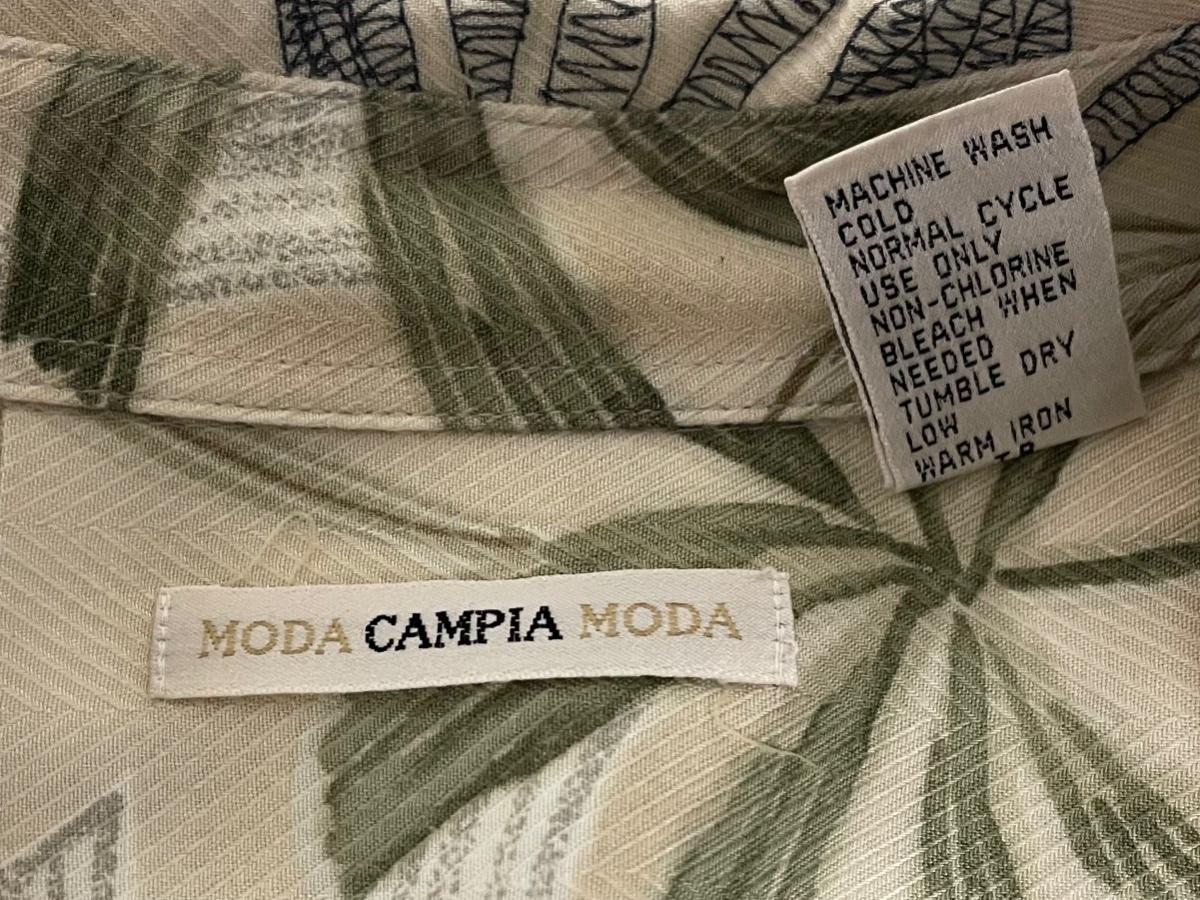 MACHINE WASH
COLD
NORMAL CYCLE
USE ONLY
NON-CHLORINE
BLEACH WHEN
NEEDED
TUMBLE DRY
LOW
WARM IRON
MODA CAMPIA MODA